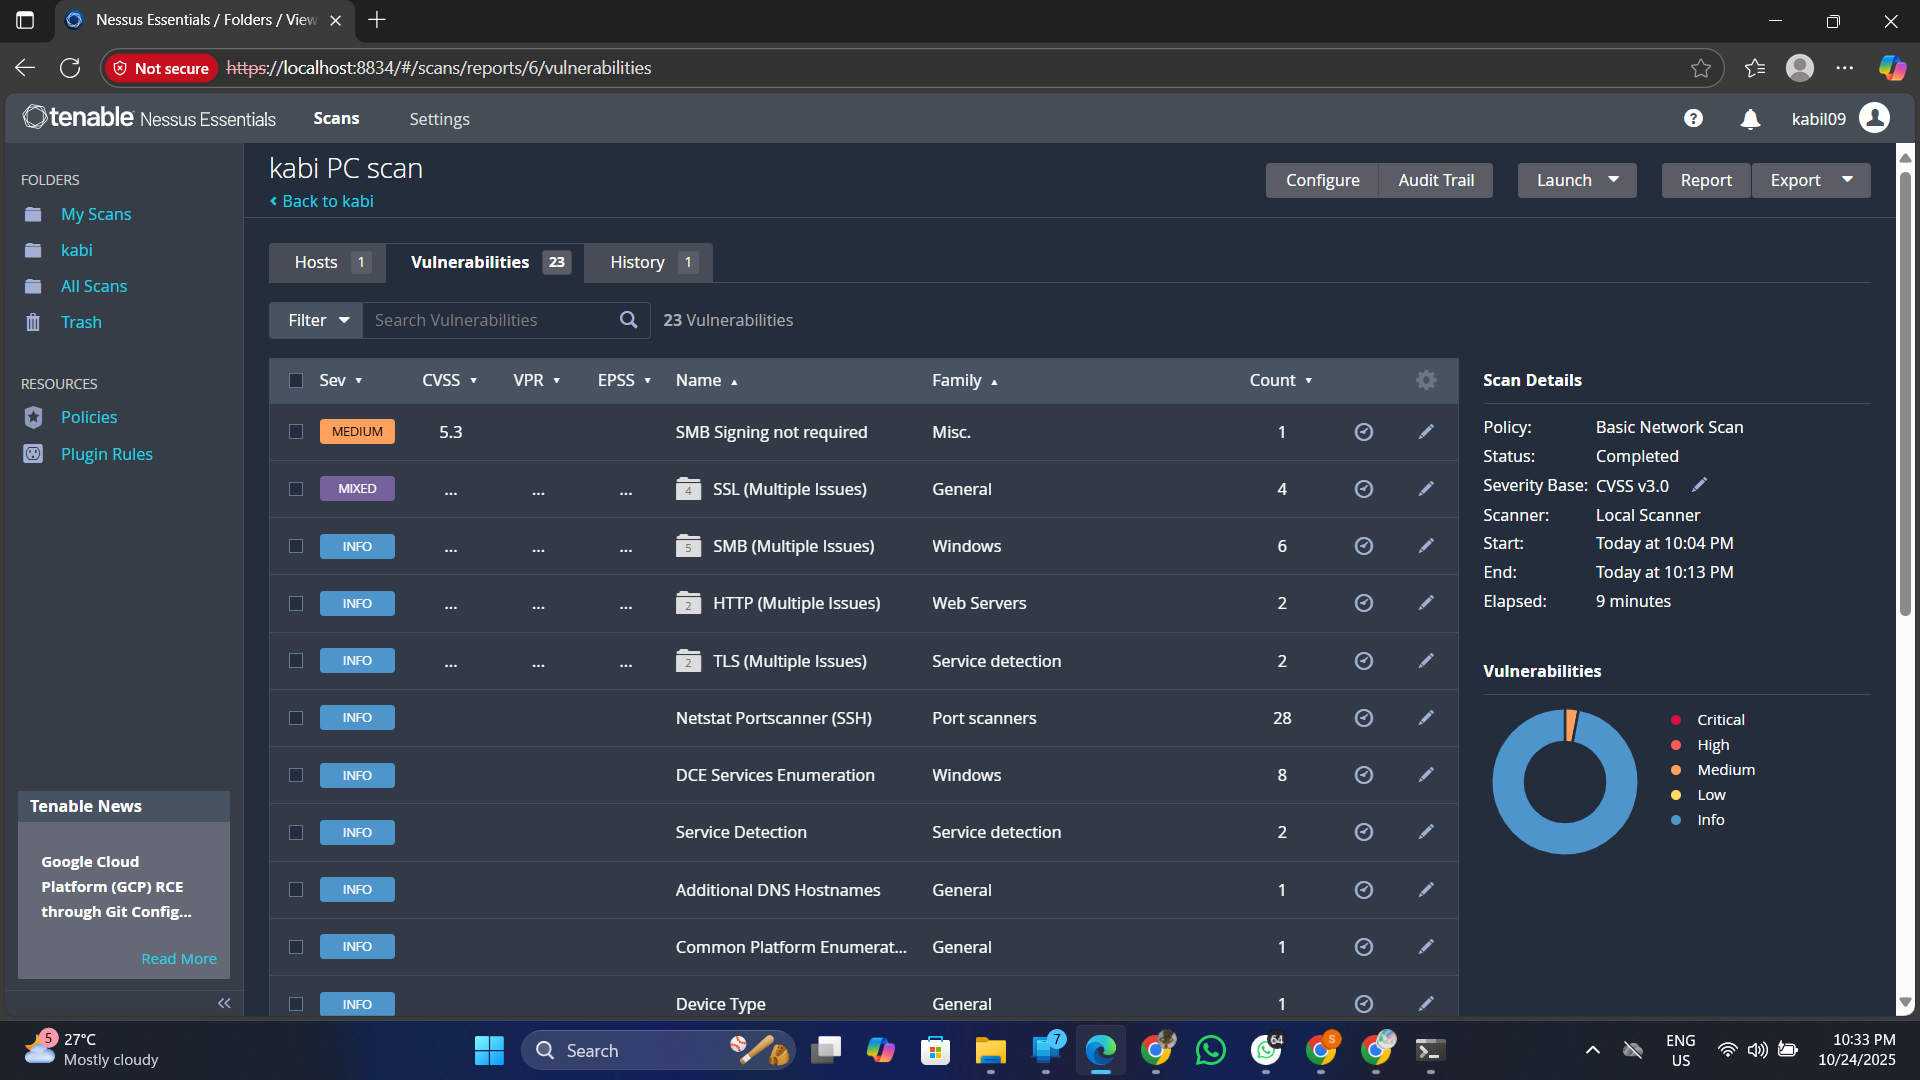 Nessus Essentials / Folders / View
Not secure
https://localhost:8834/#/scans/reports/6/vulnerabilities
tenable Nessus Essentials
Scans
Settings
?
kabil09
FOLDERS
My Scans
kabi
All Scans
Trash
RESOURCES
Policies
Plugin Rules
Tenable News
Google Cloud
Platform (GCP) RCE
through Git Config...
Read More
kabi PC scan
Back to kabi
Configure
Audit Trail
Launch
Report
Export
Hosts 1
Vulnerabilities 23
History 1
Filter
Search Vulnerabilities
23 Vulnerabilities
Sev CVSS VPR EPSS Name Family Count
MEDIUM 5.3 SMB Signing not required Misc. 1
MIXED ... ... ... 4 SSL (Multiple Issues) General 4
INFO ... ... ... 5 SMB (Multiple Issues) Windows 6
INFO ... ... ... 2 HTTP (Multiple Issues) Web Servers 2
INFO ... ... ... 2 TLS (Multiple Issues) Service detection 2
INFO Netstat Portscanner (SSH) Port scanners 28
INFO DCE Services Enumeration Windows 8
INFO Service Detection Service detection 2
INFO Additional DNS Hostnames General 1
INFO Common Platform Enumerat... General 1
INFO Device Type General 1
Scan Details
Policy: Basic Network Scan
Status: Completed
Severity Base: CVSS v3.0
Scanner: Local Scanner
Start: Today at 10:04 PM
End: Today at 10:13 PM
Elapsed: 9 minutes
Vulnerabilities
Critical
High
Medium
Low
Info
5
27°C
Mostly cloudy
Search
7
64
S
ENG
US
10:33 PM
10/24/2025